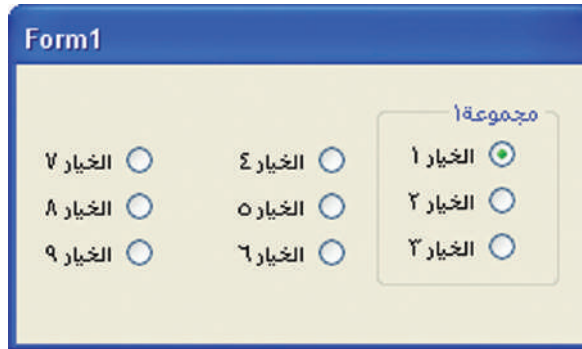 Form1
مجموعة١
الخيار ١
الخيار ٢
الخيار ٣
الخيار ٤
الخيار ٥
الخيار ٦
الخيار ٧
الخيار ٨
الخيار ٩